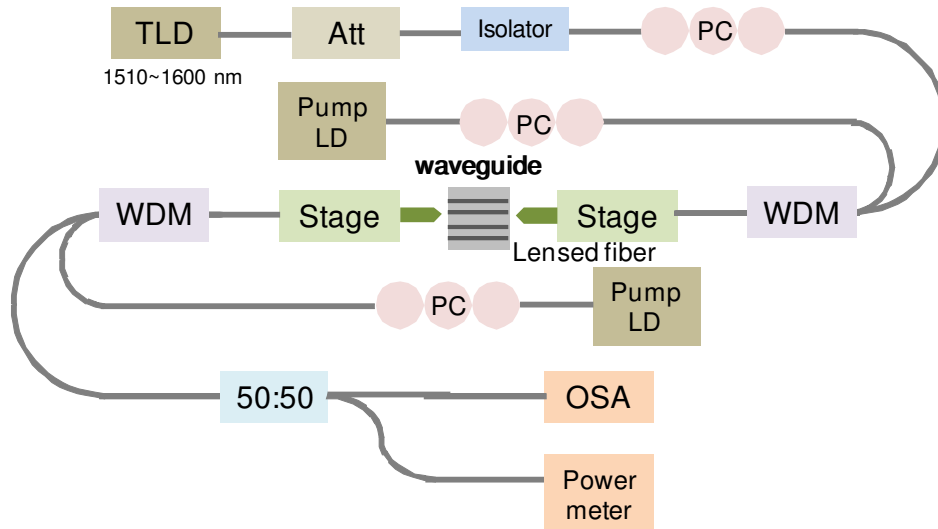 TLD
Att
Isolator
PC
1510~1600 nm
Pump
LD
PC
waveguide
WDM
Stage
Stage
WDM
Lensed fiber
PC
Pump
LD
50:50
OSA
Power
meter